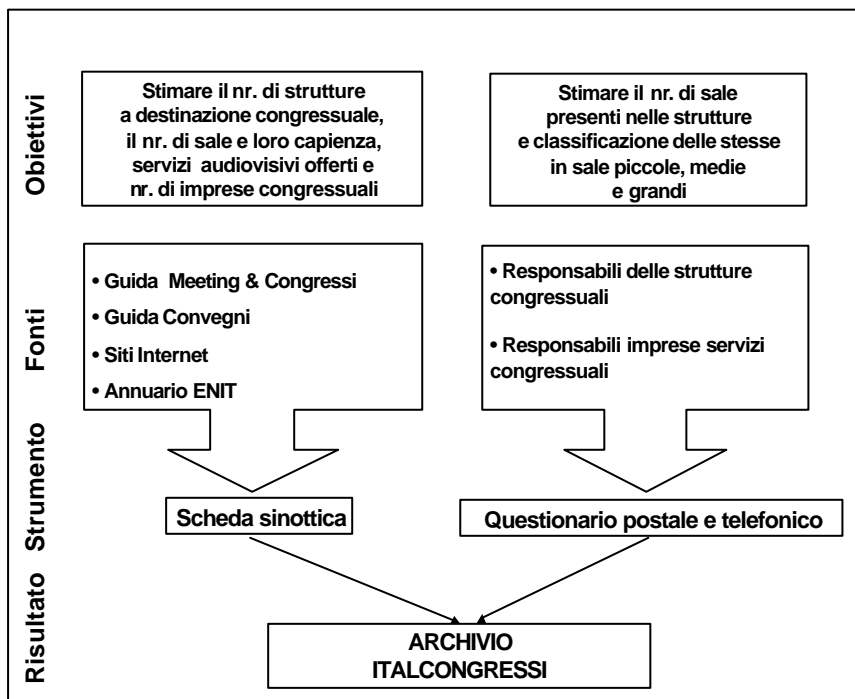 Obiettivi
Stimare il nr. di strutture
a destinazione congressuale,
il nr. di sale e loro capienza,
servizi audiovisivi offerti e
nr. di imprese congressuali
Stimare il nr. di sale
presenti nelle strutture
e classificazione delle stesse
in sale piccole, medie
e grandi
Fonti
• Guida Meeting & Congressi
• Guida Convegni
• Siti Internet
• Annuario ENIT
• Responsabili delle strutture
congressuali
• Responsabili imprese servizi
congressuali
Strumento
Scheda sinottica
Questionario postale e telefonico
Risultato
ARCHIVIO
ITALCONGRESSI